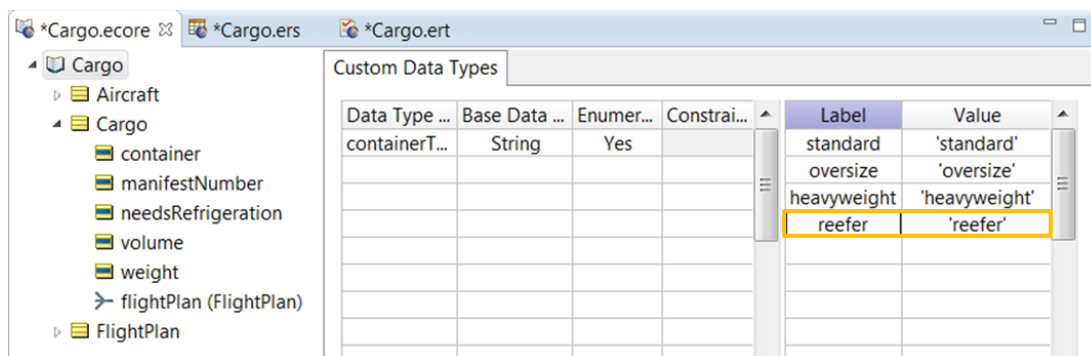 *Cargo.ecore *Cargo.ers *Cargo.ert
Cargo
Aircraft
Cargo
container
manifestNumber
needsRefrigeration
volume
weight
flightPlan (FlightPlan)
FlightPlan
Custom Data Types
Data Type ... Base Data ... Enumer... Constrai...
containerT... String Yes
Label Value
standard 'standard'
oversize 'oversize'
heavyweight 'heavyweight'
reefer 'reefer'